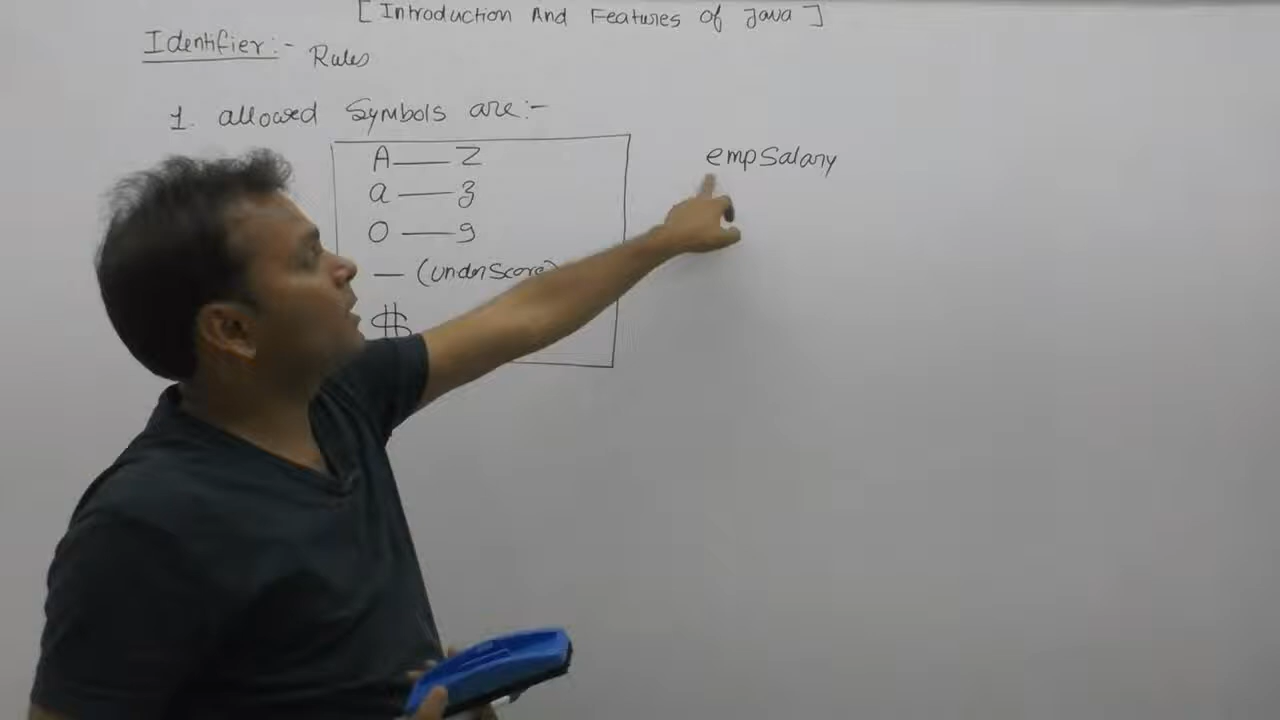 [ Introduction And Features of Java ]
Identifier:- Rules
1. allowed Symbols are:-
A — Z
a — z
0 — 9
— (underScore)
$
empSalary